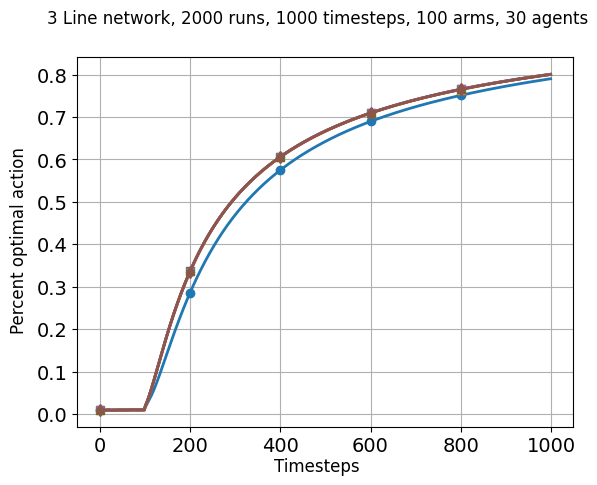 3 Line network, 2000 runs, 1000 timesteps, 100 arms, 30 agents
0.8
0.7
0.6
0.5
0.4
0.3
0.2
0.1
0.0
Percent optimal action
0 200 400 600 800 1000
Timesteps